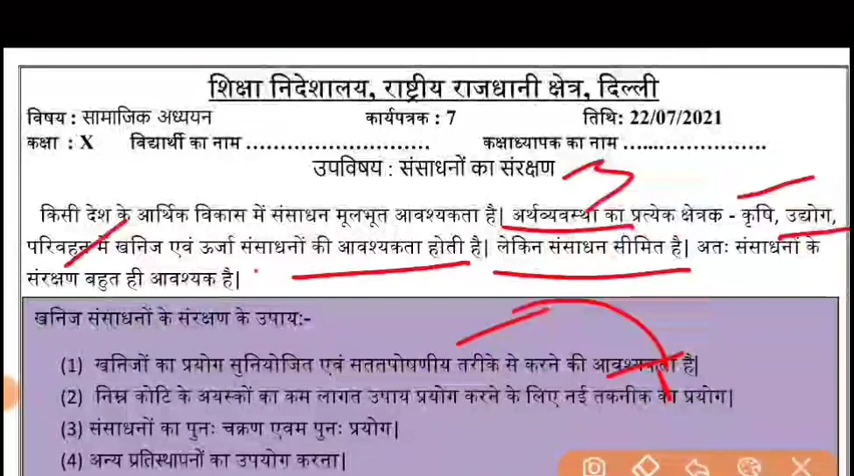 शिक्षा निदेशालय, राष्ट्रीय राजधानी क्षेत्र, दिल्ली
विषय : सामाजिक अध्ययन कार्यपत्रक : 7 तिथि: 22/07/2021
कक्षा : X विद्यार्थी का नाम ………………………… कक्षाध्यापक का नाम …...………………
उपविषय : संसाधनों का संरक्षण
किसी देश के आर्थिक विकास में संसाधन मूलभूत आवश्यकता है| अर्थव्यवस्था का प्रत्येक क्षेत्रक - कृषि, उद्योग,
परिवहन में खनिज एवं ऊर्जा संसाधनों की आवश्यकता होती है| लेकिन संसाधन सीमित है| अतः संसाधनों के
संरक्षण बहुत ही आवश्यक है|
खनिज संसाधनों के संरक्षण के उपाय:-
(1) खनिजों का प्रयोग सुनियोजित एवं सततपोषणीय तरीके से करने की आवश्यकता है|
(2) निम्न कोटि के अयस्कों का कम लागत उपाय प्रयोग करने के लिए नई तकनीक का प्रयोग|
(3) संसाधनों का पुनः चक्रण एवम पुनः प्रयोग|
(4) अन्य प्रतिस्थापनों का उपयोग करना|